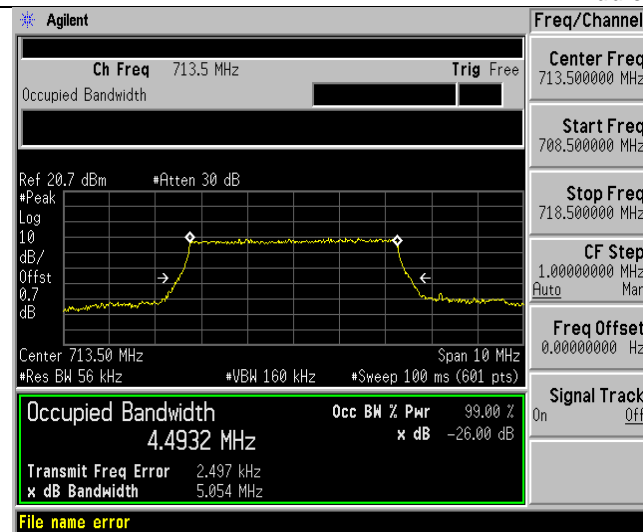 Agilent
Freq/Channel
Ch Freq 713.5 MHz Trig Free
Occupied Bandwidth
Center Freq
713.500000 MHz
Start Freq
708.500000 MHz
Stop Freq
718.500000 MHz
CF Step
1.00000000 MHz
Auto Man
Freq Offset
0.00000000 Hz
Signal Track
On Off
Ref 20.7 dBm #Atten 30 dB
#Peak
Log
10
dB/
Offst
0.7
dB
Center 713.50 MHz Span 10 MHz
#Res BW 56 kHz #VBW 160 kHz #Sweep 100 ms (601 pts)
Occupied Bandwidth Occ BW % Pwr 99.00 %
4.4932 MHz x dB -26.00 dB
Transmit Freq Error 2.497 kHz
x dB Bandwidth 5.054 MHz
File name error